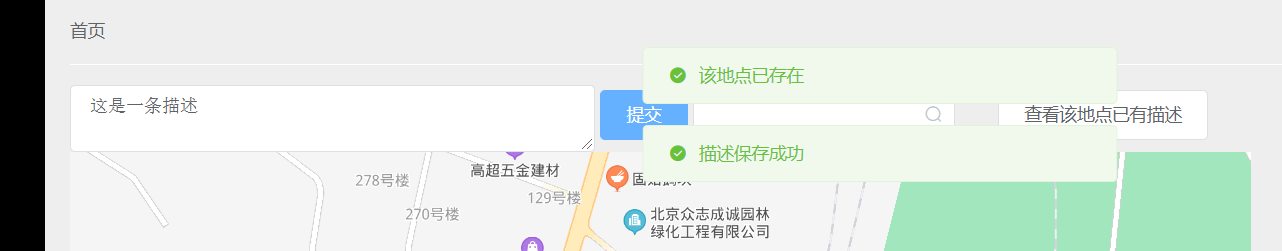 首页
该地点已存在
这是一条描述
提交
查看该地点已有描述
描述保存成功
高超五金建材
278号楼
129号楼
270号楼
北京众志成诚园林
绿化工程有限公司